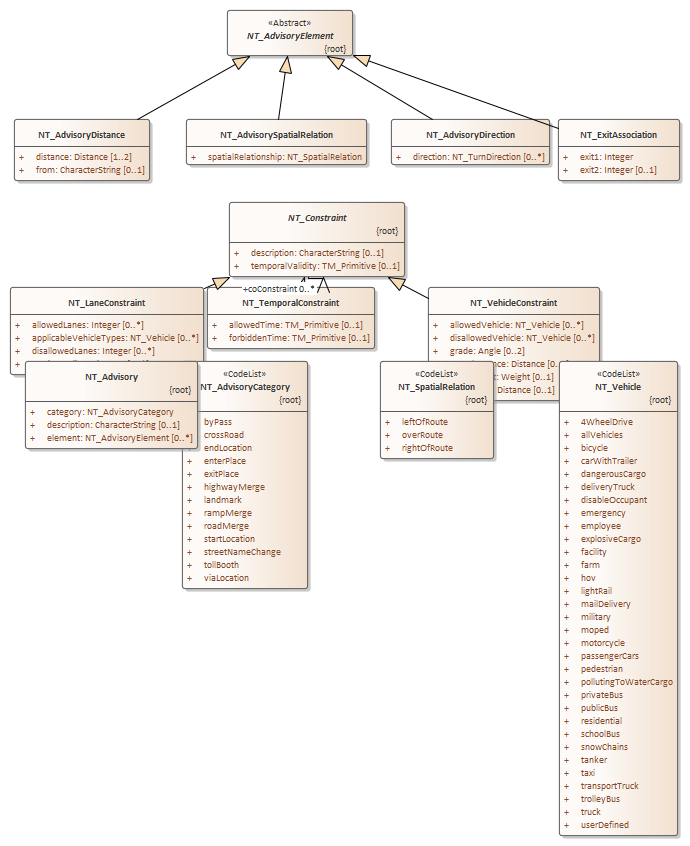 «Abstract»
NT_AdvisoryElement
{root}
NT_AdvisoryDistance
+ distance: Distance [1..2]
+ from: CharacterString [0..1]
NT_AdvisorySpatialRelation
+ spatialRelationship: NT_SpatialRelation
NT_AdvisoryDirection
+ direction: NT_TurnDirection [0..*]
NT_ExitAssociation
+ exit1: Integer
+ exit2: Integer [0..1]
NT_Constraint
{root}
+ description: CharacterString [0..1]
+ temporalValidity: TM_Primitive [0..1]
+coConstraint 0..*
NT_LaneConstraint
+ allowedLanes: Integer [0..*]
+ applicableVehicleTypes: NT_Vehicle [0..*]
+ disallowedLanes: Integer [0..*]
NT_TemporalConstraint
+ allowedTime: TM_Primitive [0..1]
+ forbiddenTime: TM_Primitive [0..1]
NT_VehicleConstraint
+ allowedVehicle: NT_Vehicle [0..*]
+ disallowedVehicle: NT_Vehicle [0..*]
+ grade: Angle [0..2]
Distance [0..
: Weight [0..1]
Distance [0..1]
NT_Advisory
{root}
+ category: NT_AdvisoryCategory
+ description: CharacterString [0..1]
+ element: NT_AdvisoryElement [0..*]
«CodeList»
NT_AdvisoryCategory
{root}
byPass
crossRoad
endLocation
+ enterPlace
+ exitPlace
+ highwayMerge
+ landmark
+ rampMerge
+ roadMerge
+ startLocation
+ streetNameChange
+ tollBooth
+ viaLocation
«CodeList»
NT_SpatialRelation
{root}
+ leftOfRoute
+ overRoute
+ rightOfRoute
«CodeList»
NT_Vehicle
{root}
+ 4WheelDrive
+ allVehicles
+ bicycle
+ carWithTrailer
+ dangerousCargo
+ deliveryTruck
+ disableOccupant
+ emergency
+ employee
+ explosiveCargo
+ facility
+ farm
+ hov
+ lightRail
+ mailDelivery
+ military
+ moped
+ motorcycle
+ passengerCars
+ pedestrian
+ pollutingToWaterCargo
+ privateBus
+ publicBus
+ residential
+ schoolBus
+ snowChains
+ tanker
+ taxi
+ transportTruck
+ trolleyBus
+ truck
+ userDefined